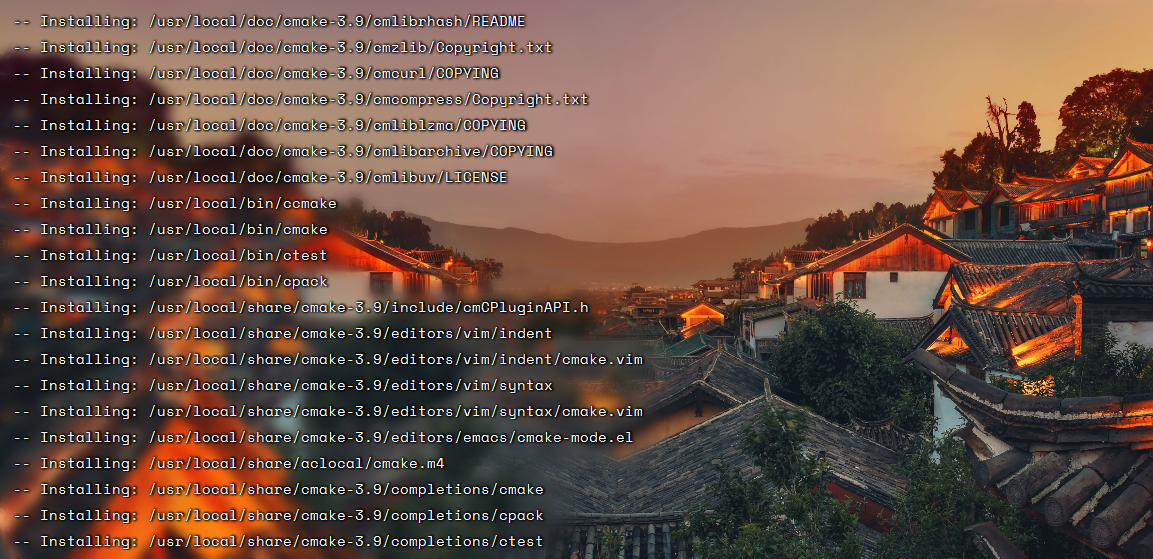 -- Installing: /usr/local/doc/cmake-3.9/cmlibrhash/README
-- Installing: /usr/local/doc/cmake-3.9/cmzlib/Copyright.txt
-- Installing: /usr/local/doc/cmake-3.9/cmcurl/COPYING
-- Installing: /usr/local/doc/cmake-3.9/cmcompress/Copyright.txt
-- Installing: /usr/local/doc/cmake-3.9/cmliblzma/COPYING
-- Installing: /usr/local/doc/cmake-3.9/cmlibarchive/COPYING
-- Installing: /usr/local/doc/cmake-3.9/cmlibuv/LICENSE
-- Installing: /usr/local/bin/ccmake
-- Installing: /usr/local/bin/cmake
-- Installing: /usr/local/bin/ctest
-- Installing: /usr/local/bin/cpack
-- Installing: /usr/local/share/cmake-3.9/include/cmCPluginAPI.h
-- Installing: /usr/local/share/cmake-3.9/editors/vim/indent
-- Installing: /usr/local/share/cmake-3.9/editors/vim/indent/cmake.vim
-- Installing: /usr/local/share/cmake-3.9/editors/vim/syntax
-- Installing: /usr/local/share/cmake-3.9/editors/vim/syntax/cmake.vim
-- Installing: /usr/local/share/cmake-3.9/editors/emacs/cmake-mode.el
-- Installing: /usr/local/share/aclocal/cmake.m4
-- Installing: /usr/local/share/cmake-3.9/completions/cmake
-- Installing: /usr/local/share/cmake-3.9/completions/cpack
-- Installing: /usr/local/share/cmake-3.9/completions/ctest